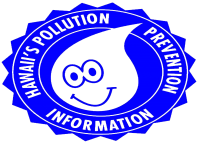 HAWAII'S POLLUTION PREVENTION
INFORMATION